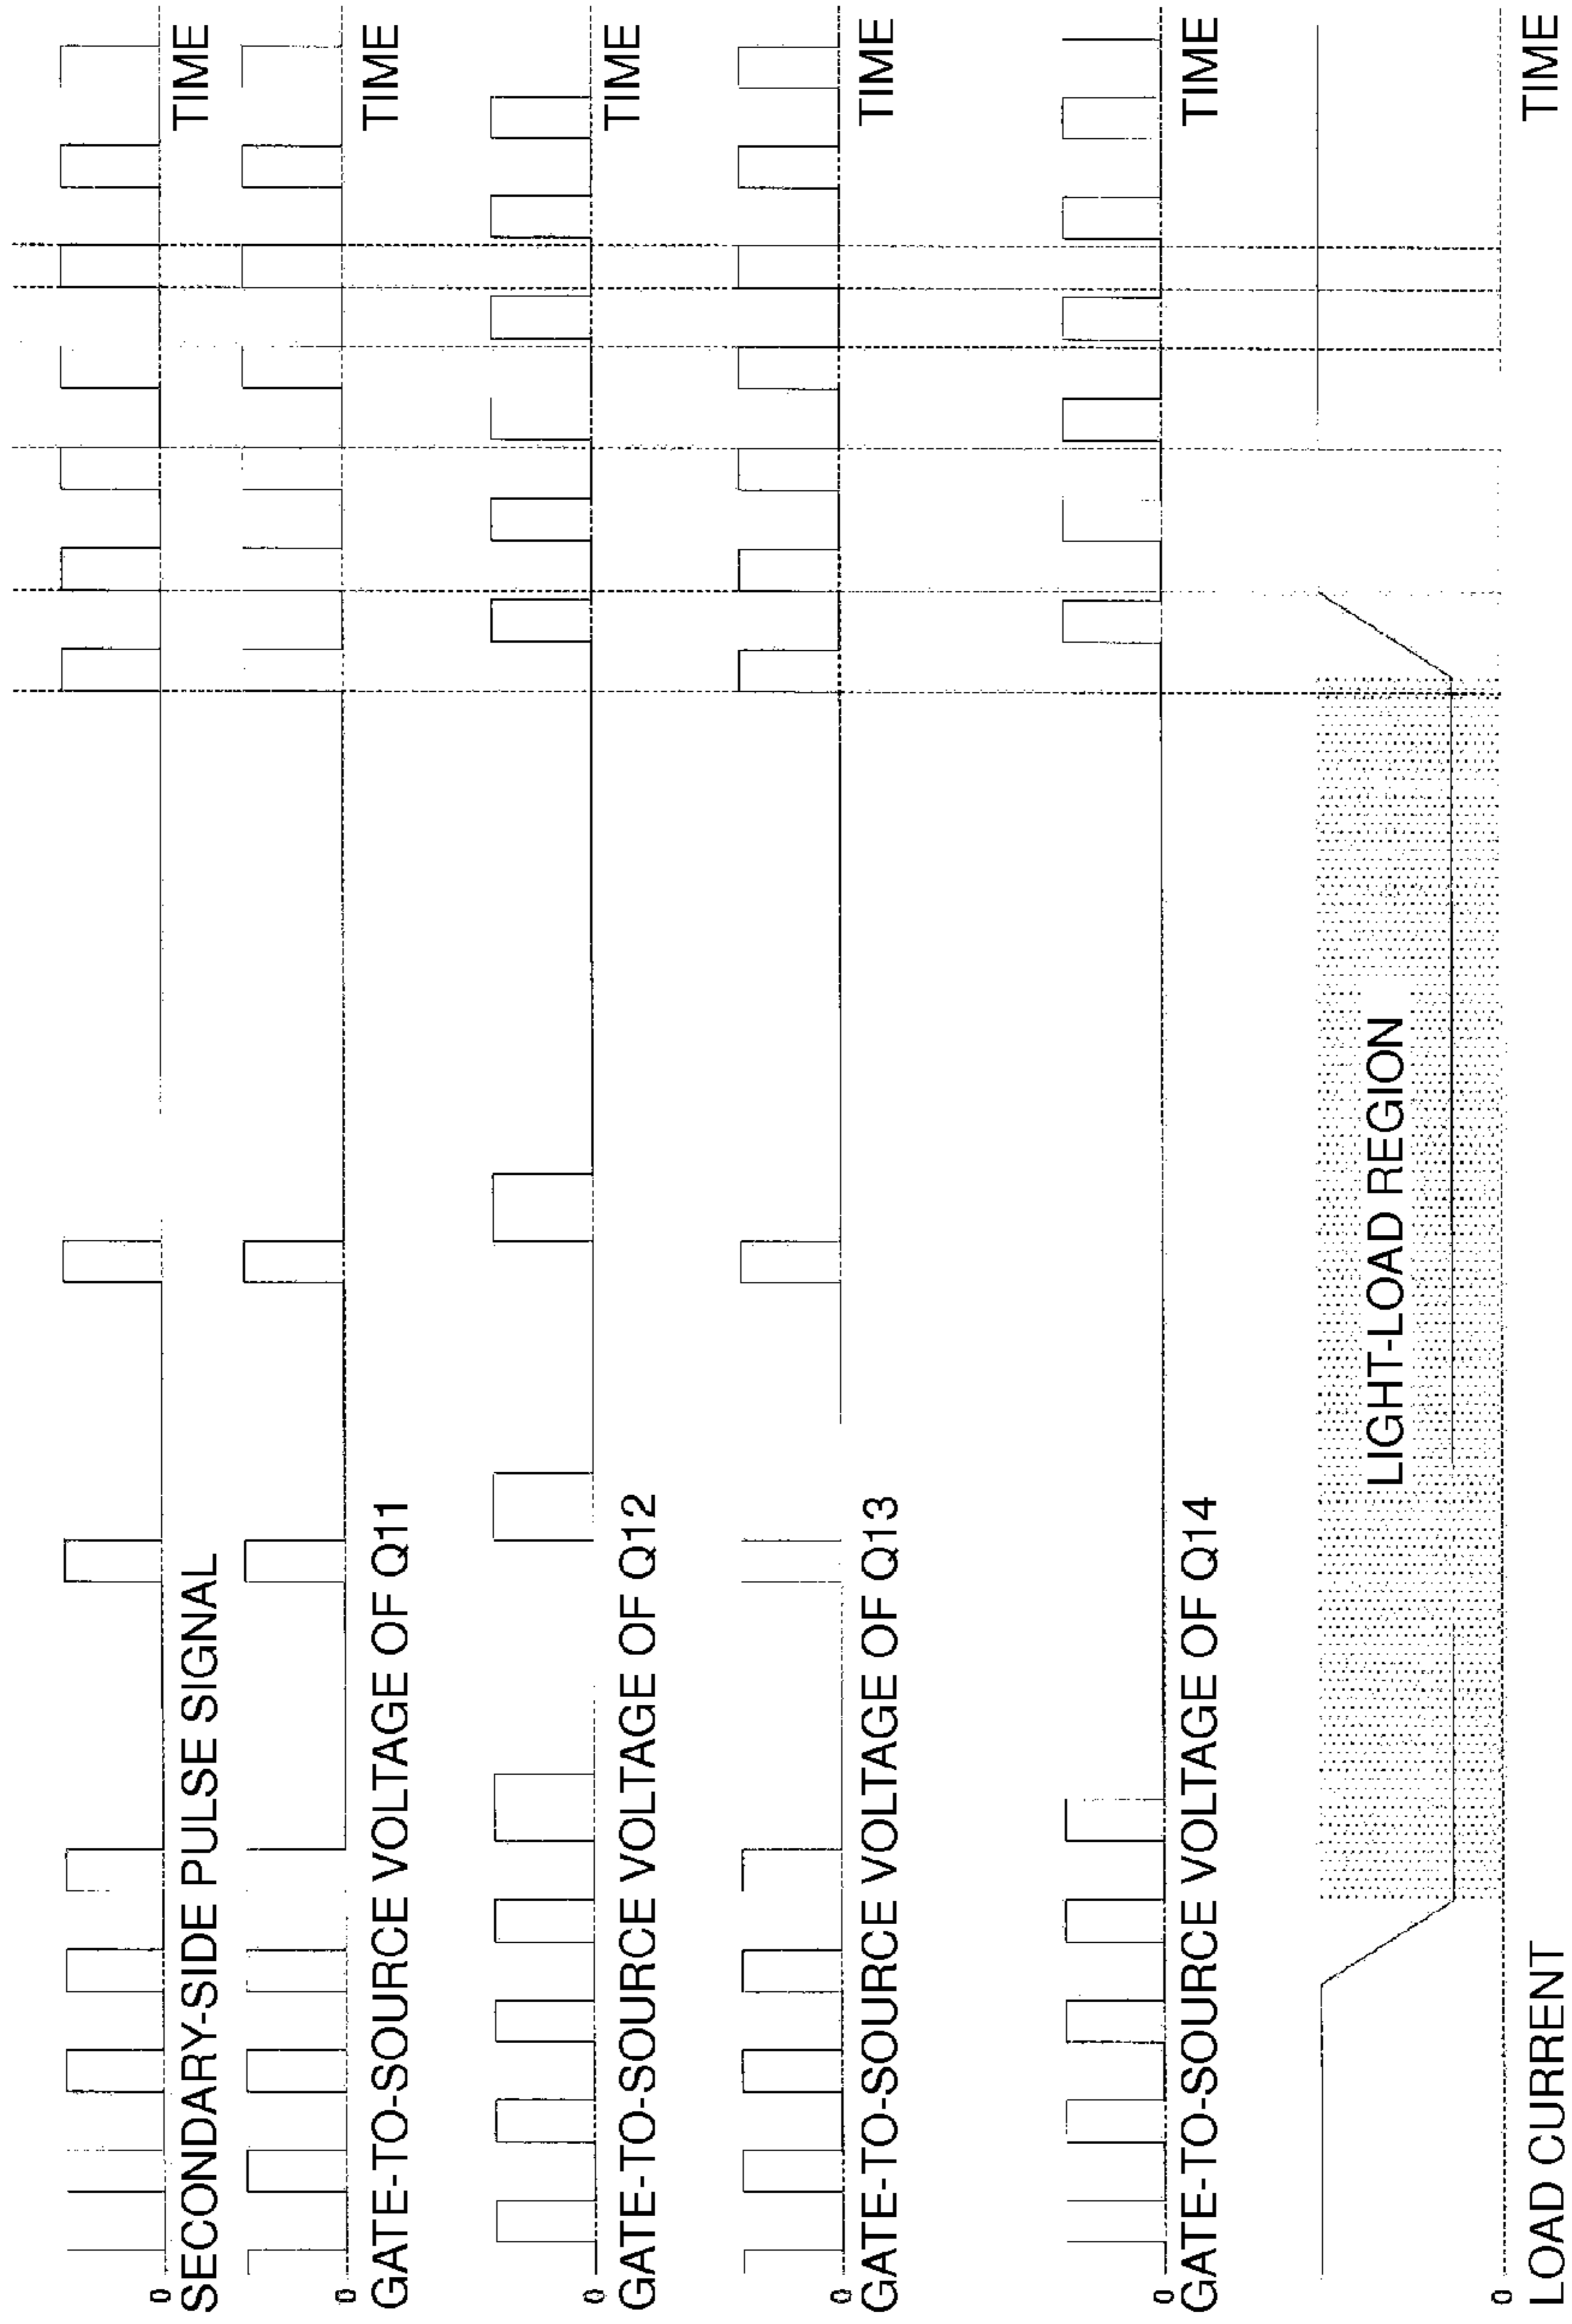 0
TIME
SECONDARY-SIDE PULSE SIGNAL
0
TIME
GATE-TO-SOURCE VOLTAGE OF Q11
0
TIME
GATE-TO-SOURCE VOLTAGE OF Q12
0
TIME
GATE-TO-SOURCE VOLTAGE OF Q13
0
TIME
GATE-TO-SOURCE VOLTAGE OF Q14
LIGHT-LOAD REGION
0
TIME
LOAD CURRENT